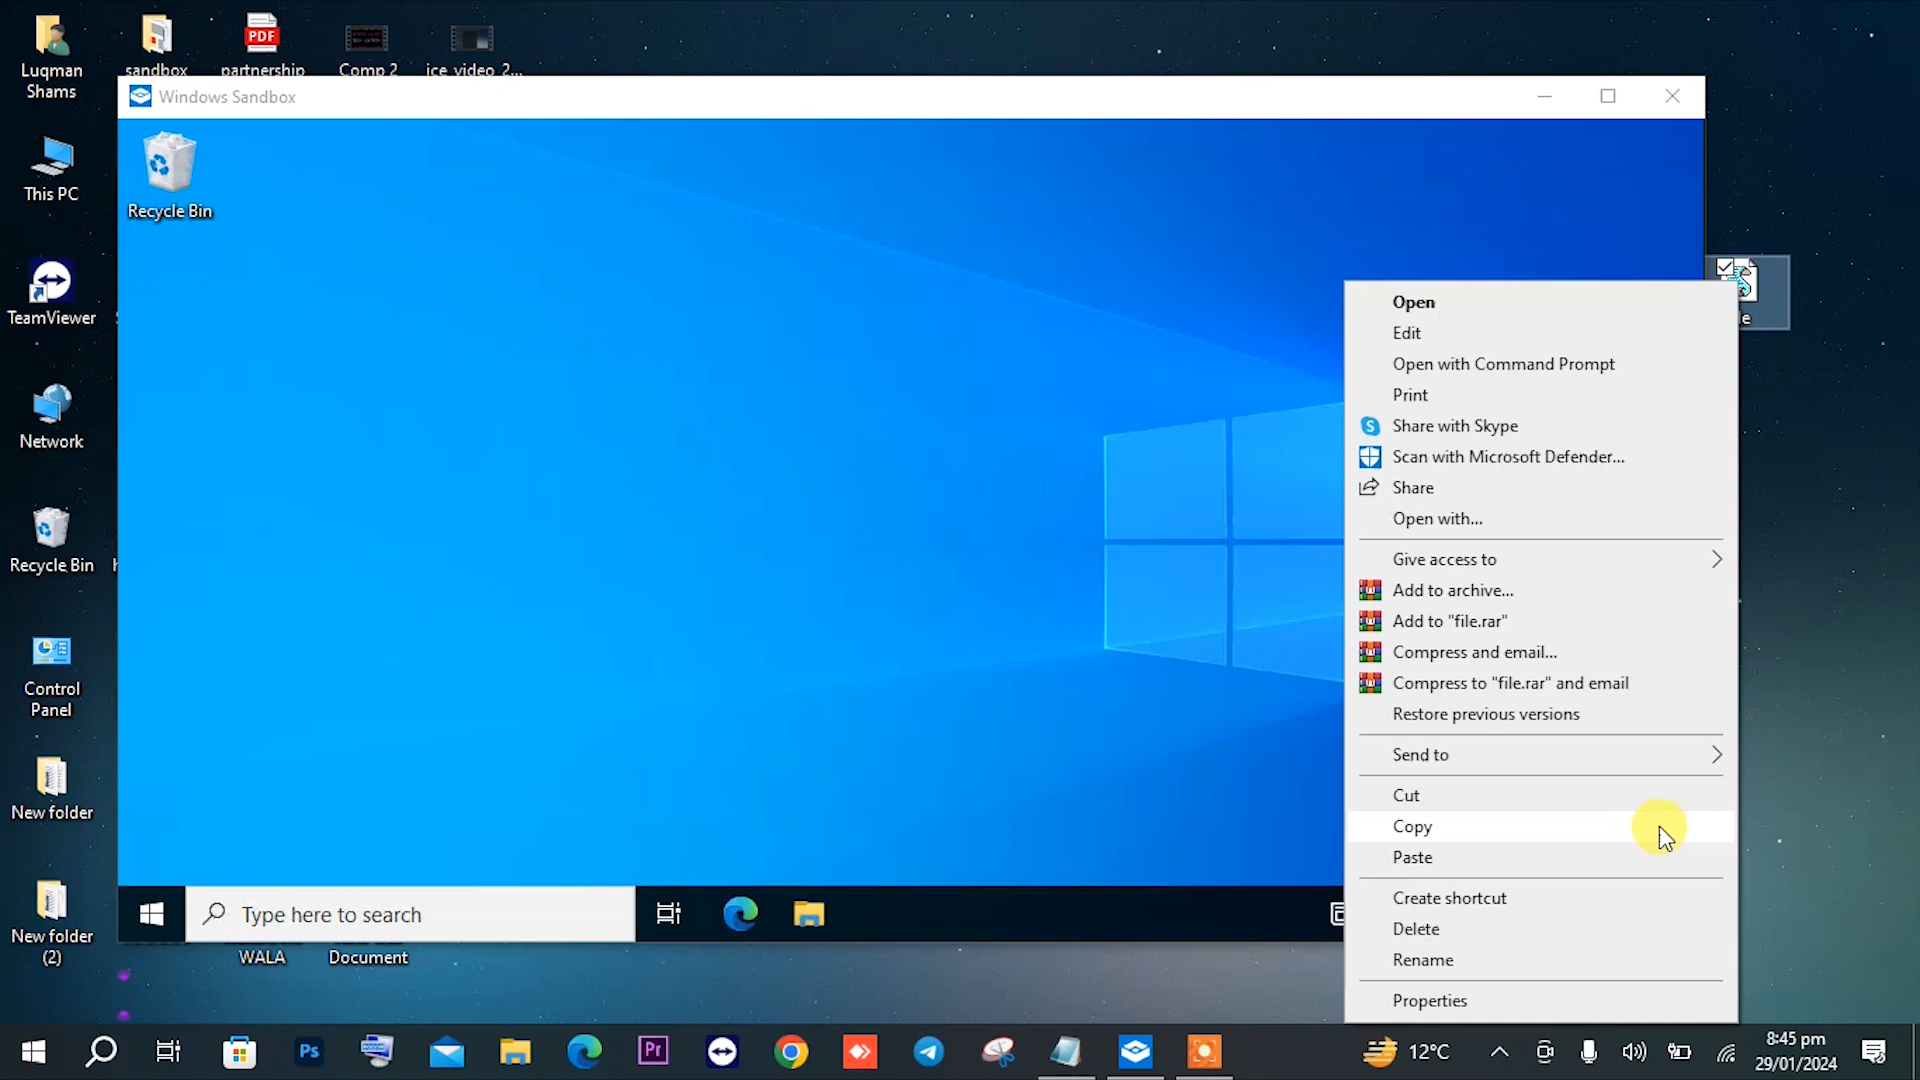 Luqman
Shams
sandbox
partnership
Comp 2
ice video 2...
Windows Sandbox
This PC
Recycle Bin
TeamViewer
Network
Recycle Bin
Control
Panel
New folder
New folder
(2)
WALA
Document
Open
Edit
Open with Command Prompt
Print
Share with Skype
Scan with Microsoft Defender...
Share
Open with...
Give access to
Add to archive...
Add to "file.rar"
Compress and email...
Compress to "file.rar" and email
Restore previous versions
Send to
Cut
Copy
Paste
Create shortcut
Delete
Rename
Properties
Type here to search
PDF
Ps
Pr
12°C
8:45 pm
29/01/2024